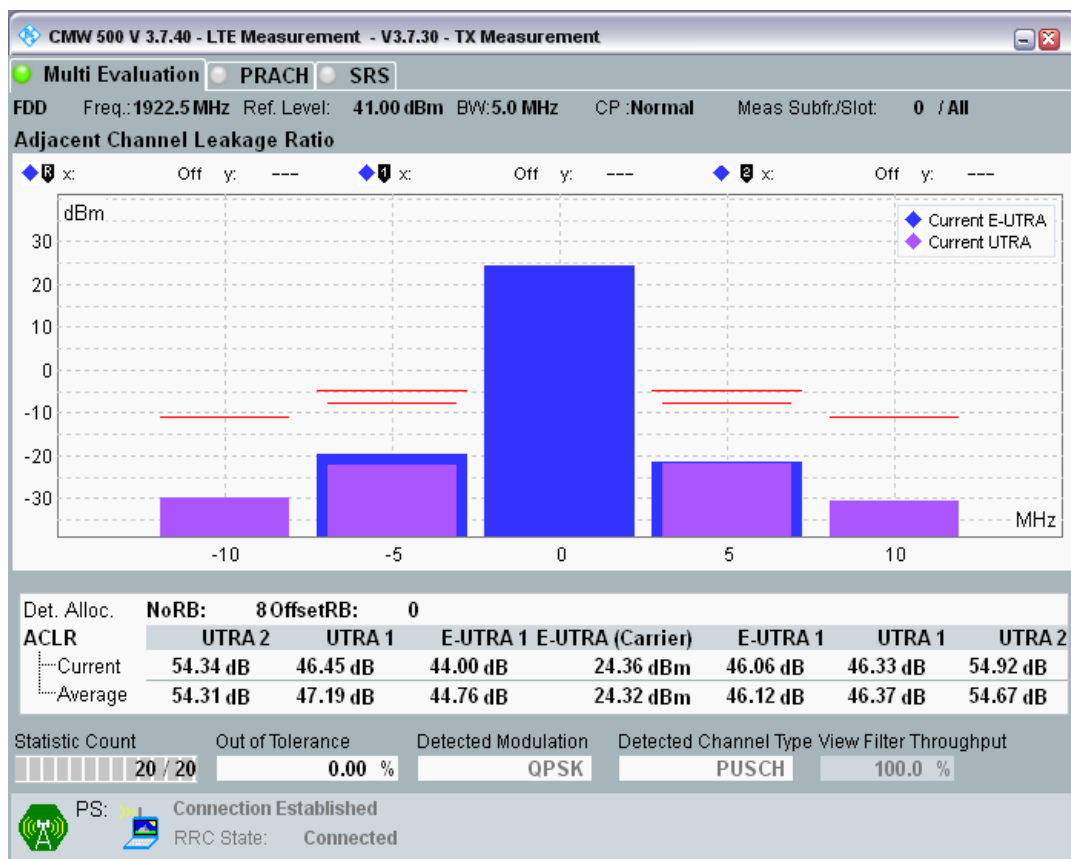 CMW 500 V 3.7.40 - LTE Measurement - V3.7.30 - TX Measurement
Multi Evaluation PRACH SRS
FDD Freq.: 1922.5 MHz Ref. Level: 41.00 dBm BW: 5.0 MHz CP : Normal Meas Subfr./Slot: 0 / All
Adjacent Channel Leakage Ratio
R x: Off y: --- 1 x: Off y: --- 2 x: Off y: ---
dBm
Current E-UTRA
Current UTRA
30
20
10
0
-10
-20
-30
MHz
-10 -5 0 5 10
Det. Alloc. NoRB: 8 OffsetRB: 0
ACLR UTRA 2 UTRA 1 E-UTRA 1 E-UTRA (Carrier) E-UTRA 1 UTRA 1 UTRA 2
Current 54.34 dB 46.45 dB 44.00 dB 24.36 dBm 46.06 dB 46.33 dB 54.92 dB
Average 54.31 dB 47.19 dB 44.76 dB 24.32 dBm 46.12 dB 46.37 dB 54.67 dB
Statistic Count Out of Tolerance Detected Modulation Detected Channel Type View Filter Throughput
20 / 20 0.00 % QPSK PUSCH 100.0 %
PS: Connection Established
RRC State: Connected